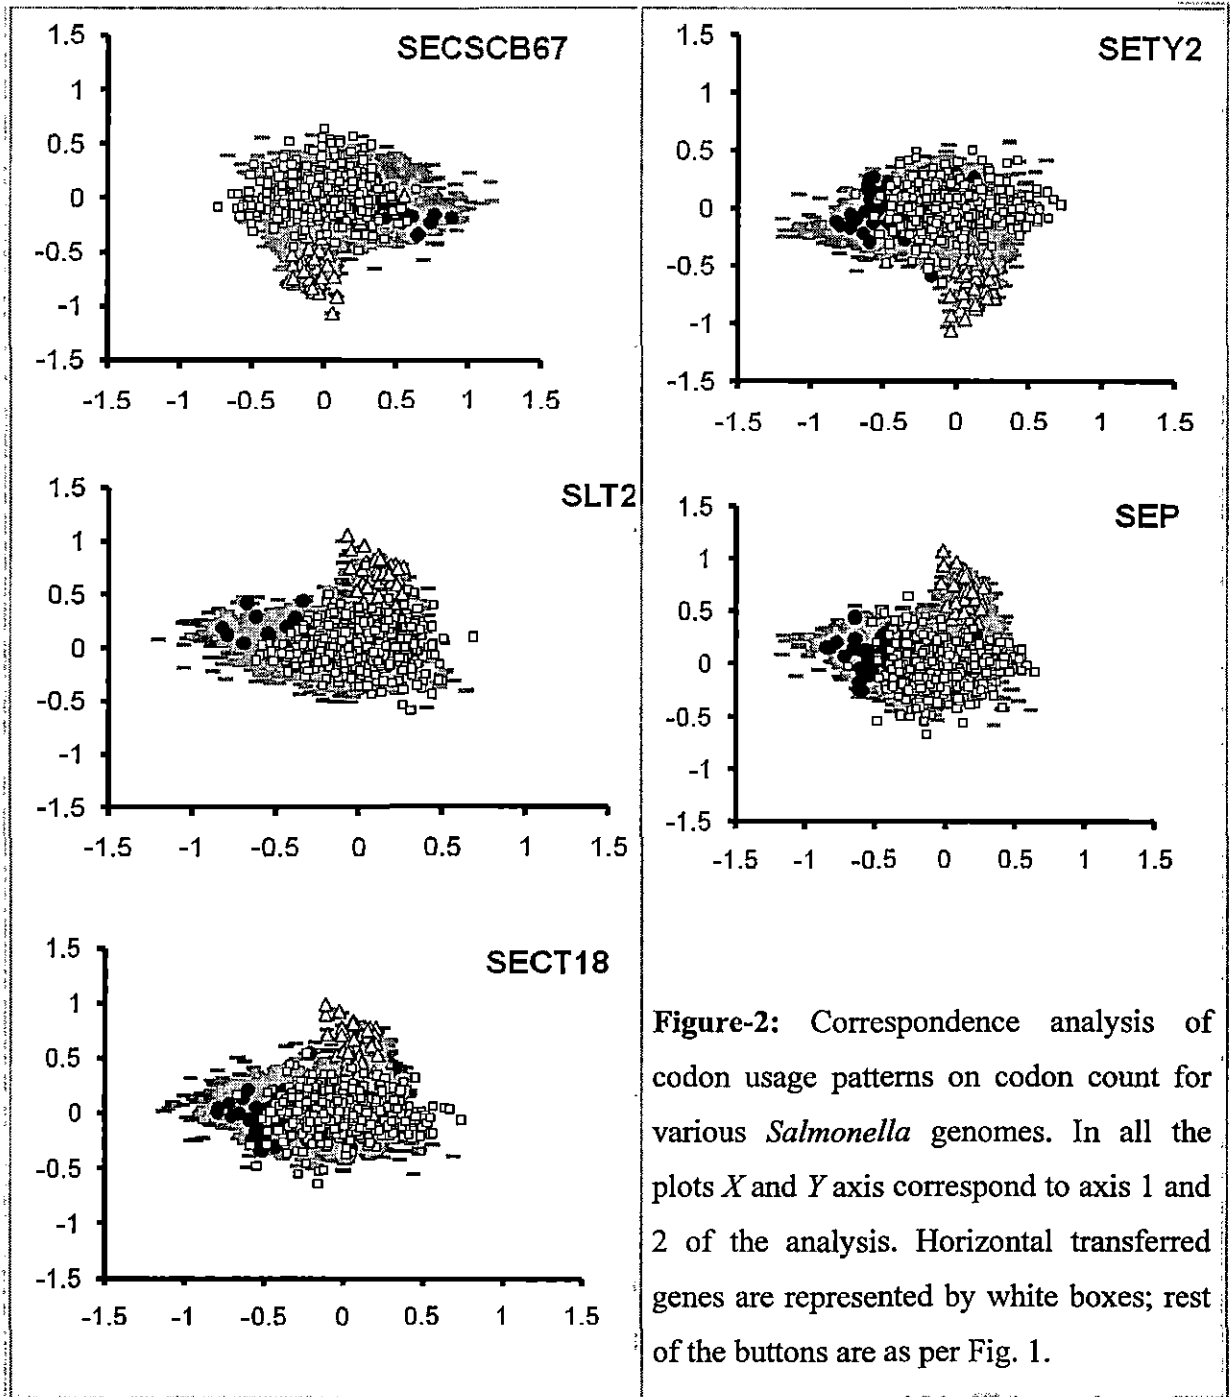 SECSCB67
1.5
1
0.5
0
-0.5
-1
-1.5
-1.5 -1 -0.5 0 0.5 1 1.5
SETY2
1.5
1
0.5
0
-0.5
-1
-1.5
-1.5 -1 -0.5 0 0.5 1 1.5
SLT2
1.5
1
0.5
0
-0.5
-1
-1.5
-1.5 -1 -0.5 0 0.5 1 1.5
SEP
1.5
1
0.5
0
-0.5
-1
-1.5
-1.5 -1 -0.5 0 0.5 1 1.5
SECT18
1.5
1
0.5
0
-0.5
-1
-1.5
-1.5 -1 -0.5 0 0.5 1 1.5
Figure-2: Correspondence analysis of
codon usage patterns on codon count for
various Salmonella genomes. In all the
plots X and Y axis correspond to axis 1 and
2 of the analysis. Horizontal transferred
genes are represented by white boxes; rest
of the buttons are as per Fig. 1.